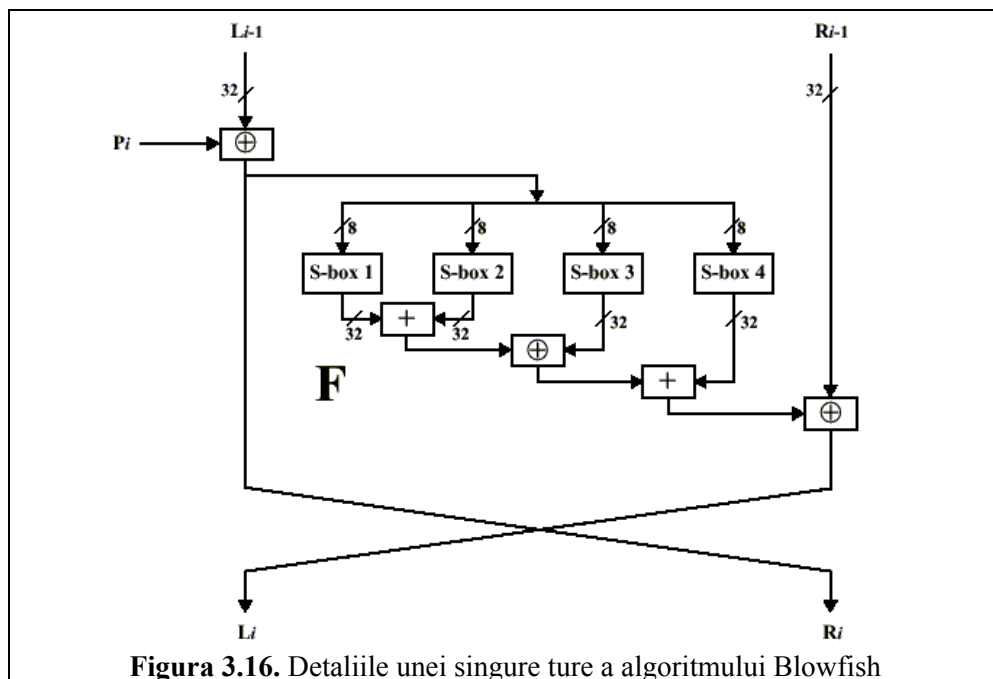 Li-1 Ri-1
32 32
Pi ⊕
8 8 8 8
S-box 1 S-box 2 S-box 3 S-box 4
32 + 32 32 32
⊕
F +
⊕
Li Ri
Figura 3.16. Detaliile unei singure ture a algoritmului Blowfish